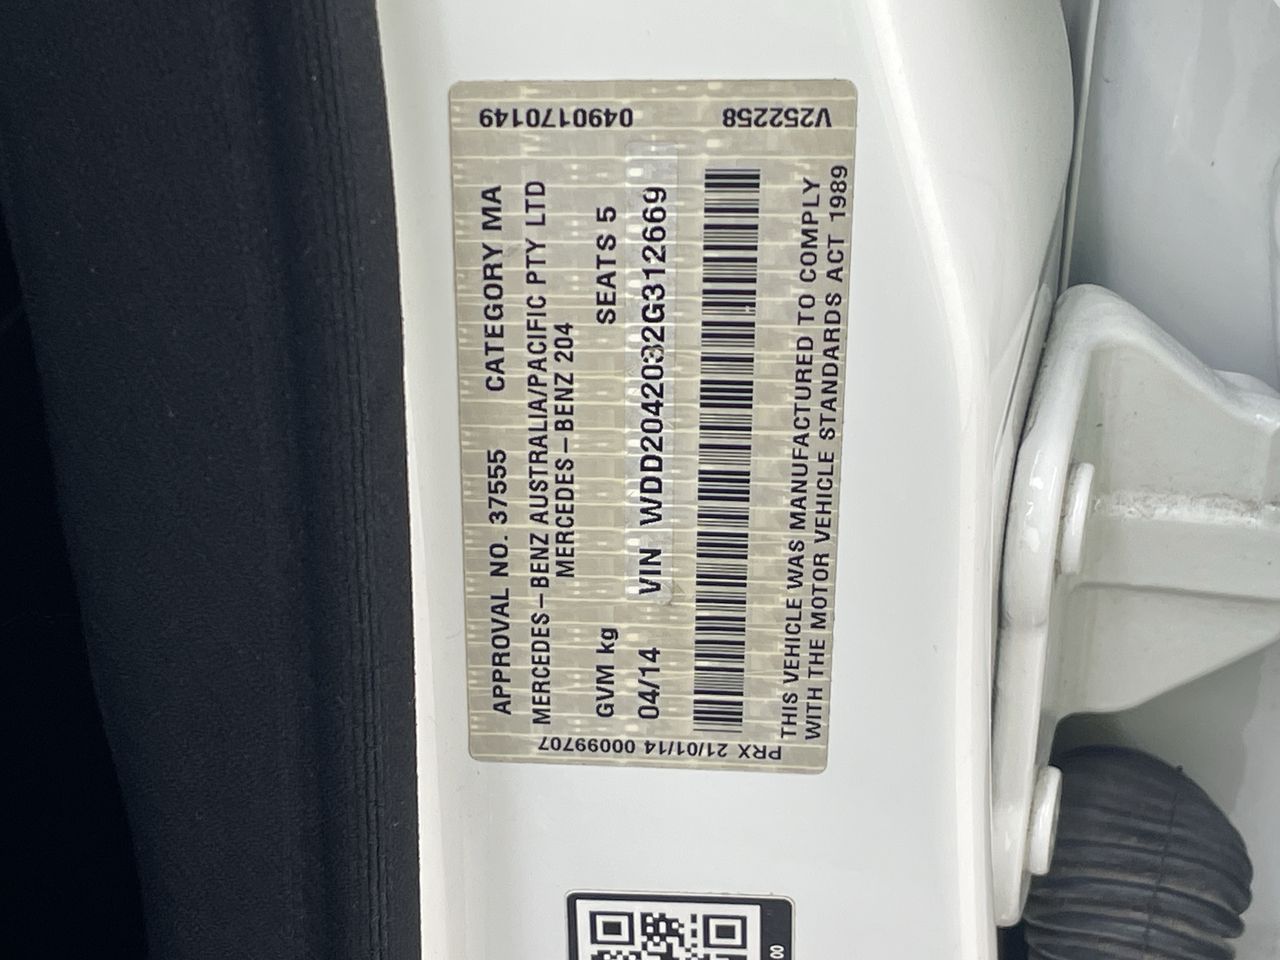 APPROVAL NO. 37555 CATEGORY MA
MERCEDES-BENZ AUSTRALIA/PACIFIC PTY LTD
MERCEDES-BENZ 204
GVM kg SEATS 5
04/14 VIN WDD2042032G312669
THIS VEHICLE WAS MANUFACTURED TO COMPLY
WITH THE MOTOR VEHICLE STANDARDS ACT 1989
0490170149 V252258
PRX 21/01/14 00099707
00